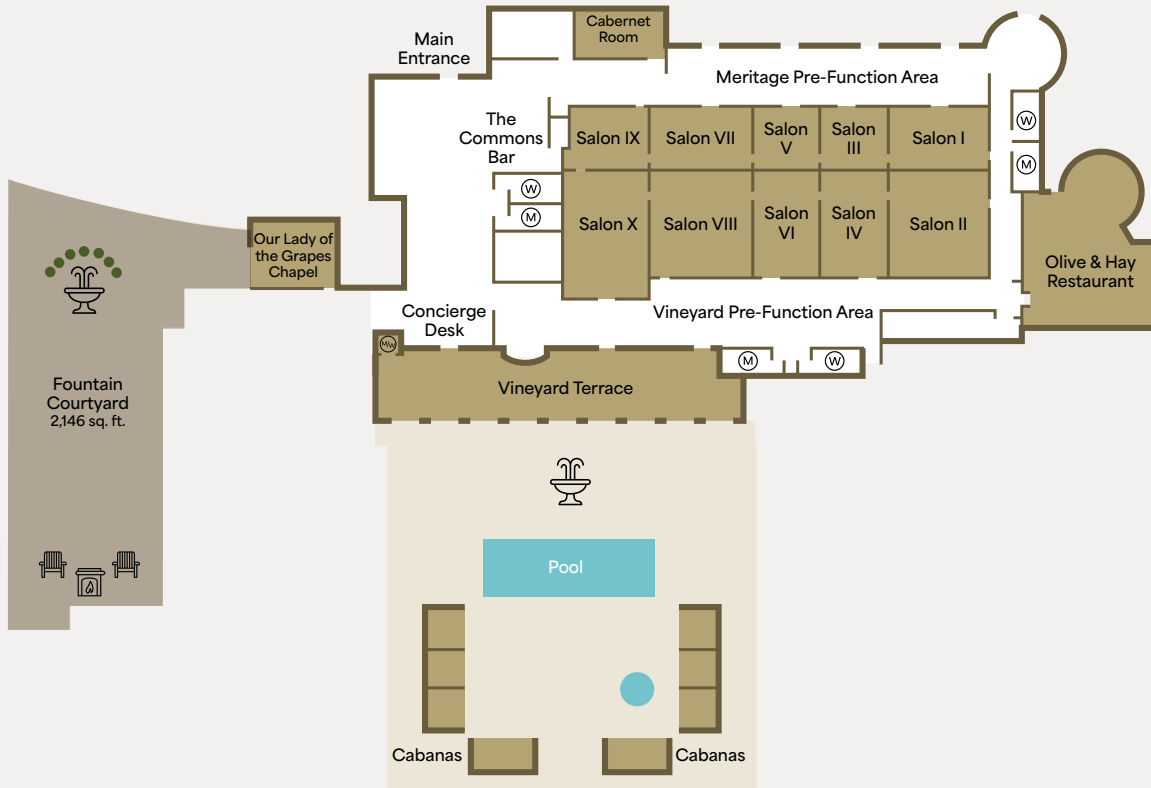 Cabernet
Room
Main
Entrance
Meritage Pre-Function Area
The
Commons
Bar
Salon IX
Salon VII
Salon
V
Salon
III
Salon I
W
M
W
M
Salon X
Salon VIII
Salon
VI
Salon
IV
Salon II
Our Lady of
the Grapes
Chapel
Olive & Hay
Restaurant
Concierge
Desk
Vineyard Pre-Function Area
M/W
M
W
Fountain
Courtyard
2,146 sq. ft.
Vineyard Terrace
Pool
Cabanas
Cabanas